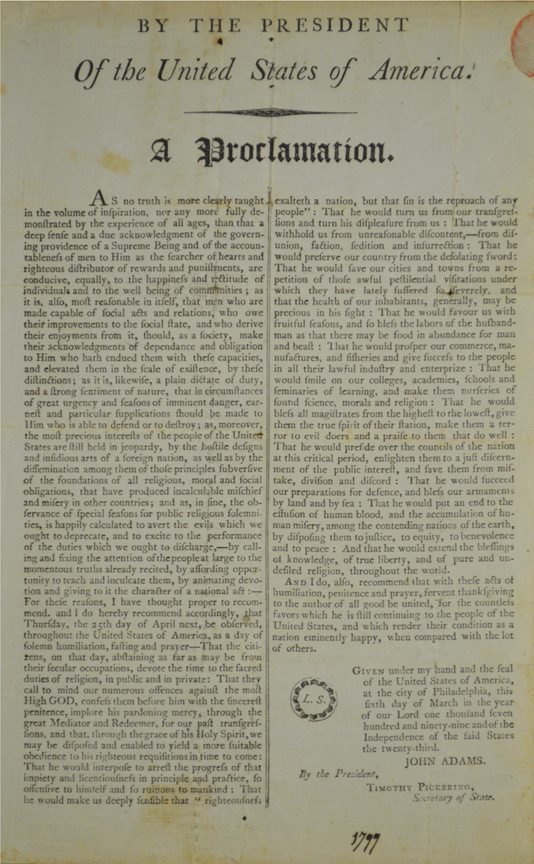 BY THE PRESIDENT
Of the United States of America.
A Proclamation.
AS no truth is more clearly taught
in the volume of inſpiration, nor any more fully de-
monſtrated by the experience of all ages, than that a
deep ſenſe and a due acknowledgment of the govern-
ing providence of a Supreme Being and of the accoun-
tableneſs of men to Him as the ſearcher of hearts and
righteous diſtributor of rewards and puniſhments, are
conducive, equally, to the happineſs and rectitude of
individuals and to the well being of communities ; as
it is, alſo, moſt reaſonable in itſelf, that men who are
made capable of ſocial acts and relations, who owe
their improvements to the ſocial ſtate, and who derive
their enjoyments from it, ſhould, as a ſociety, make
their acknowledgments of dependance and obligation
to Him who hath endued them with theſe capacities,
and elevated them in the ſcale of exiſtence, by theſe
diſtinctions ; as it is, likewiſe, a plain dictate of duty,
and a ſtrong ſentiment of nature, that in circumſtances
of great urgency and ſeaſons of imminent danger, ear-
neſt and particular ſupplications ſhould be made to
Him who is able to defend or to deſtroy ; as, moreover,
the moſt precious intereſts of the people of the United
States are ſtill held in jeopardy, by the hoſtile deſigns
and inſidious arts of a foreign nation, as well as by the
diſſemination among them of thoſe principles ſubverſive
of the foundations of all religious, moral and ſocial
obligations, that have produced incalculable miſchief
and miſery in other countries ; and as, in fine, the ob-
ſervance of ſpecial ſeaſons for public religious ſolemni-
ties, is happily calculated to avert the evils which we
ought to deprecate, and to excite to the performance
of the duties which we ought to diſcharge,—by call-
ing and fixing the attention of the people at large to the
momentous truths already recited, by affording oppor-
tunity to teach and inculcate them, by animating devo-
tion and giving to it the character of a national act :—
For theſe reaſons, I have thought proper to recom-
mend, and I do hereby recommend accordingly, that
Thurſday, the 25th day of April next, be obſerved,
throughout the United States of America, as a day of
ſolemn humiliation, faſting and prayer—That the citi-
zens, on that day, abſtaining as far as may be from
their ſecular occupations, devote the time to the ſacred
duties of religion, in public and in private : That they
call to mind our numerous offences againſt the moſt
High GOD, confeſs them before him with the ſincereſt
penitence, implore his pardoning mercy, through the
great Mediator and Redeemer, for our paſt tranſgreſ-
ſions, and that, through the grace of his Holy Spirit, we
may be diſpoſed and enabled to yield a more ſuitable
obedience to his righteous requiſitions in time to come :
That he would interpoſe to arreſt the progreſs of that
impiety and licentiouſneſs in principle and practice, ſo
offenſive to himſelf and ſo ruinous to mankind : That
he would make us deeply ſenſible that " righteouſneſs
exalteth a nation, but that ſin is the reproach of any
people" : That he would turn us from our tranſgreſ-
ſions and turn his diſpleaſure from us : That he would
withhold us from unreaſonable diſcontent,—from diſ-
union, faction, ſedition and inſurrection : That he
would preſerve our country from the deſolating ſword :
That he would ſave our cities and towns from a re-
petition of thoſe awful peſtilential viſitations under
which they have lately ſuffered ſo ſeverely. and
that the health of our inhabitants, generally, may be
precious in his ſight : That he would favour us with
fruitful ſeaſons, and ſo bleſs the labors of the huſband-
man as that there may be food in abundance for man
and beaſt : That he would proſper our commerce, ma-
nufactures, and fiſheries and give ſucceſs to the people
in all their lawful induſtry and enterprize : That he
would ſmile on our colleges, academies, ſchools and
ſeminaries of learning, and make them nurſeries of
ſound ſcience, morals and religion : That he would
bleſs all magiſtrates from the higheſt to the loweſt, give
them the true ſpirit of their ſtation, make them a ter-
ror to evil doers and a praiſe to them that do well :
That he would preſide over the councils of the nation
at this critical period, enlighten them to a juſt diſcern-
ment of the public intereſt, and ſave them from miſ-
take, diviſion and diſcord : That he would ſucceed
our preparations for defence, and bleſs our armaments
by land and by ſea : That he would put an end to the
effuſion of human blood, and the accumulation of hu-
man miſery, among the contending nations of the earth,
by diſpoſing them to juſtice, to equity, to benevolence
and to peace : And that he would extend the bleſſings
of knowledge, of true liberty, and of pure and un-
defiled religion, throughout the world.
AND I do, alſo, recommend that with theſe acts of
humiliation, penitence and prayer, fervent thankſgiving
to the author of all good be united, for the countleſs
favors which he is ſtill continuing to the people of the
United States, and which render their condition as a
nation eminently happy, when compared with the lot
of others.
L. S.
GIVEN under my hand and the ſeal
of the United States of America,
at the city of Philadelphia, this
ſixth day of March in the year
of our Lord one thouſand ſeven
hundred and ninety-nine and of the
Independence of the ſaid States
the twenty-third.
JOHN ADAMS.
By the Preſident,
TIMOTHY PICKERING,
Secretary of State.
1799